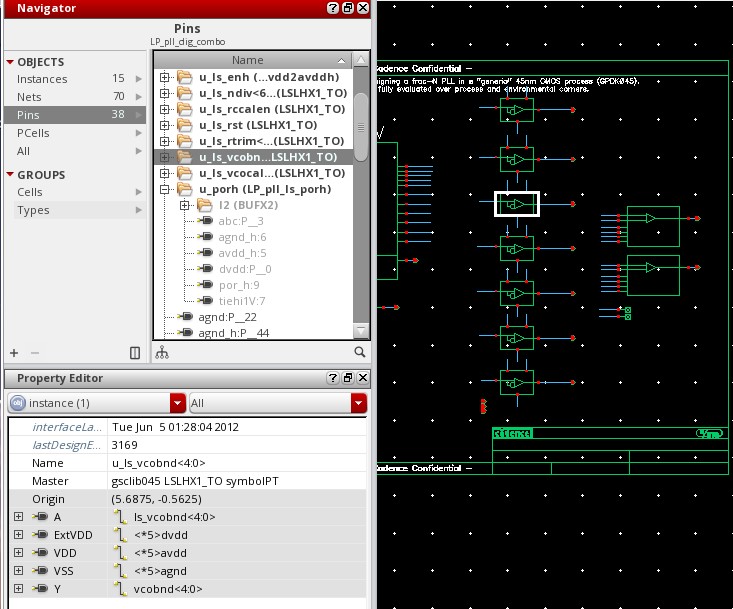 Navigator
Pins
LP_pll_dig_combo
OBJECTS
Instances 15
Nets 70
Pins 38
PCells
All
GROUPS
Cells
Types
Name
u_ls_enh (...vdd2avddh)
u_ls_ndiv<6...(LSLHX1_TO)
u_ls_rccalen (LSLHX1_TO)
u_ls_rst (LSLHX1_TO)
u_ls_rtrim<...(LSLHX1_TO)
u_ls_vcobn...LSLHX1_TO)
u_ls_vcocal...(LSLHX1_TO)
u_porh (LP_pll_ls_porh)
I2 (BUFX2)
abc:P__3
agnd_h:6
avdd_h:5
dvdd:P__0
por_h:9
tiehi1V:7
agnd:P__22
agnd_h:P__44
Property Editor
instance (1) All
interfaceLa... Tue Jun 5 01:28:04 2012
lastDesignE... 3169
Name u_ls_vcobnd<4:0>
Master gsclib045 LSLHX1_TO symbolPT
Origin (5.6875, -0.5625)
A ls_vcobnd<4:0>
ExtVDD <*5>dvdd
VDD <*5>avdd
VSS <*5>agnd
Y vcobnd<4:0>
adence Confidential —
igning a frac-N PLL in a "generic" 45nm CMOS process (GPDK045).
fully evaluated over process and environmental corners.
cādence
adence Confidential —